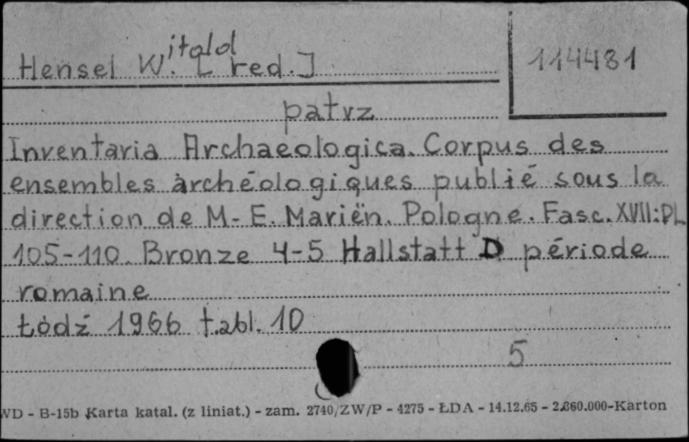 Hensel Witold [red.]
114481
patrz
Inventaria Archaeologica. Corpus des
ensembles archéologiques publié sous la
direction de M-E. Mariën. Pologne. Fasc. XVII: PL
105-110. Bronze 4-5 Hallstatt D période
romaine
Łódź 1966 tabl. 10
5
WD - B-15b Karta katal. (z liniat.) - zam. 2740/ZW/P - 4275 - ŁDA - 14.12.65 - 2.860.000-Karton